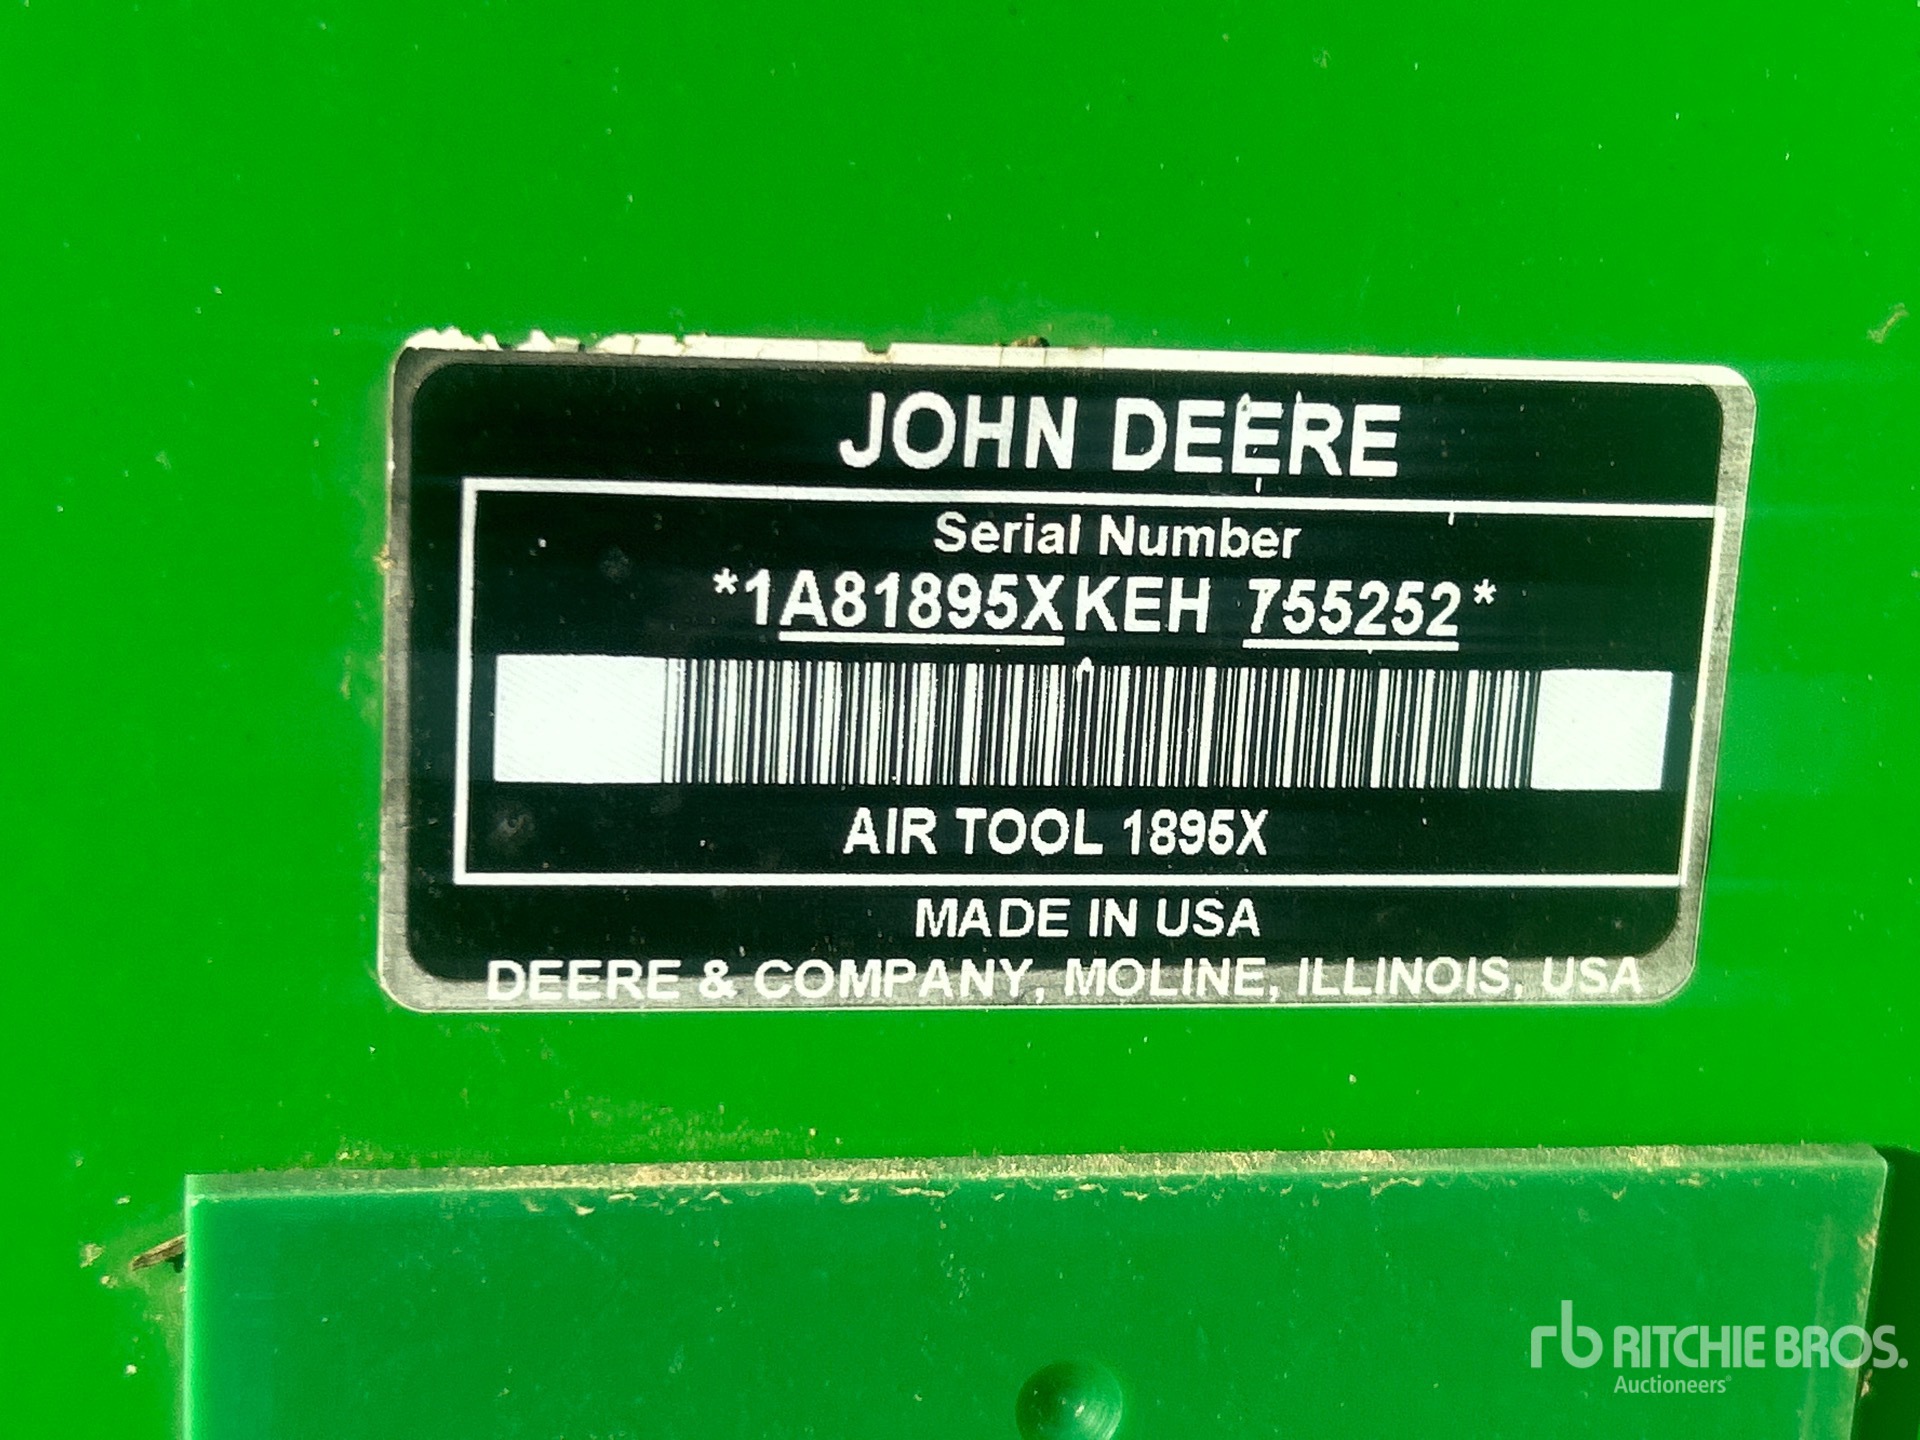 JOHN DEERE
Serial Number
*1A81895XKEH 755252*
AIR TOOL 1895X
MADE IN USA
DEERE & COMPANY, MOLINE, ILLINOIS, USA
rb RITCHIE BROS.
Auctioneers®